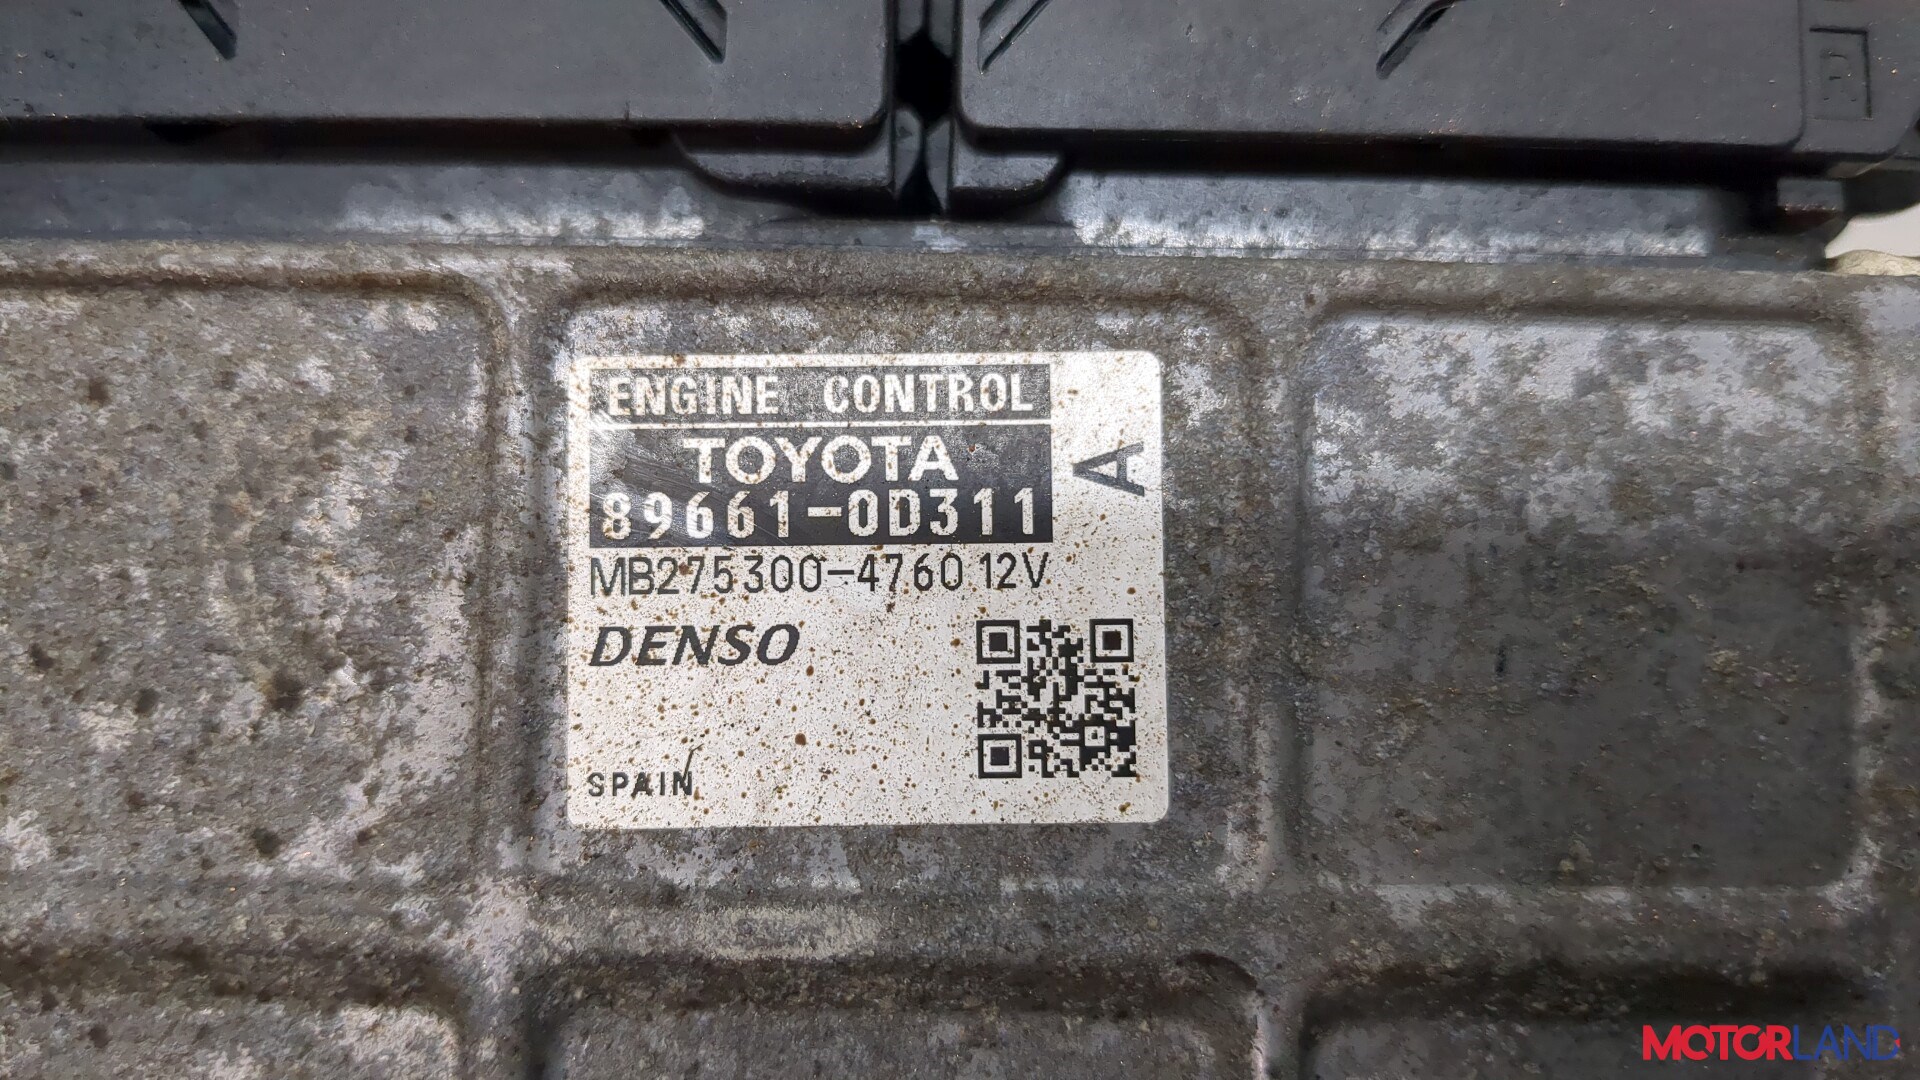 ENGINE CONTROL
TOYOTA
A
89661-0D311
MB275300-4760 12V
DENSO
SPAIN
MOTORLAND